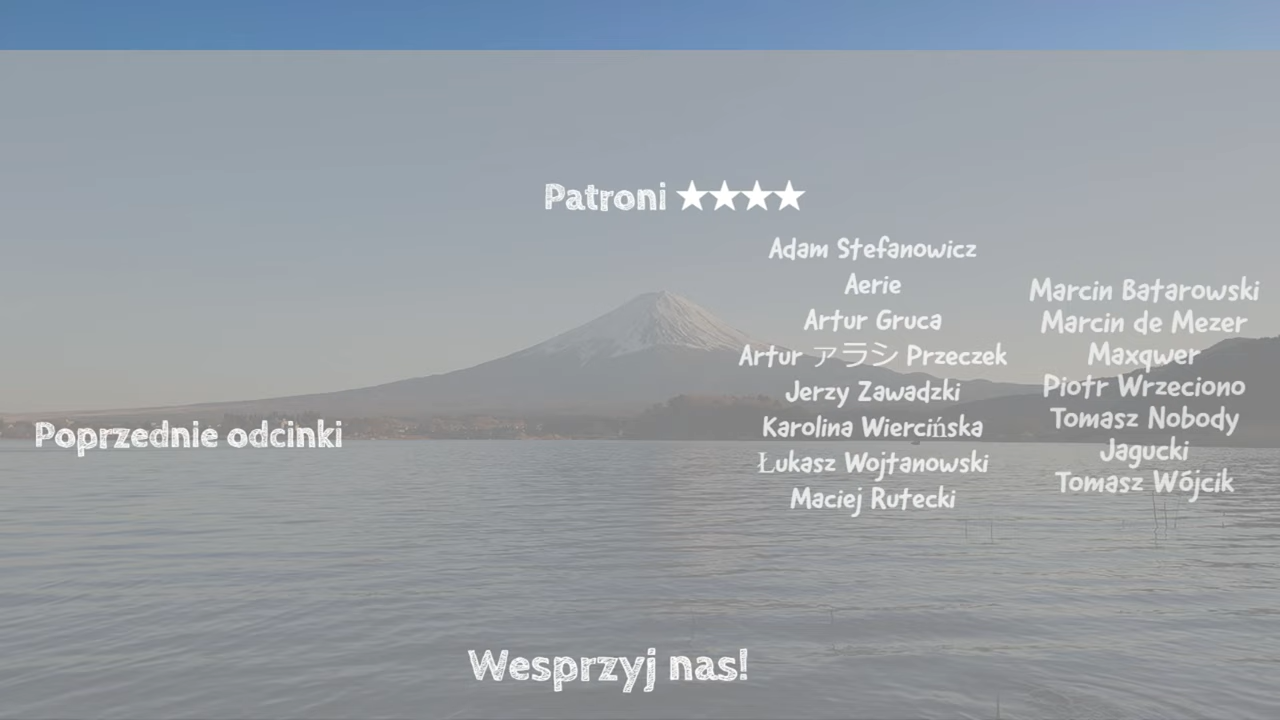 Patroni ★★★★
Adam Stefanowicz
Aerie
Artur Gruca
Artur アラシ Przeczek
Jerzy Zawadzki
Karolina Wiercińska
Łukasz Wojtanowski
Maciej Rutecki
Marcin Batarowski
Marcin de Mezer
Maxqwer
Piotr Wrzeciono
Tomasz Nobody
Jagucki
Tomasz Wójcik
Poprzednie odcinki
Wesprzyj nas!